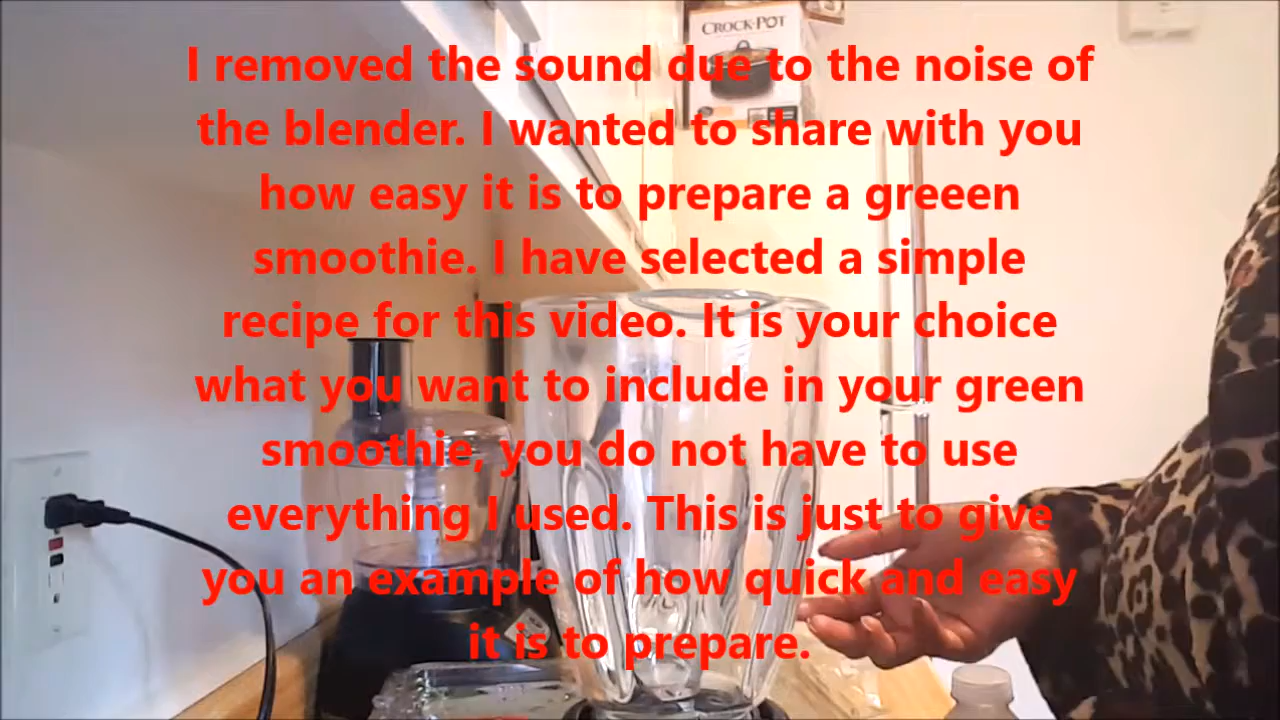 CROCK·POT
I removed the sound due to the noise of
the blender. I wanted to share with you
how easy it is to prepare a greeen
smoothie. I have selected a simple
recipe for this video. It is your choice
what you want to include in your green
smoothie, you do not have to use
everything I used. This is just to give
you an example of how quick and easy
it is to prepare.